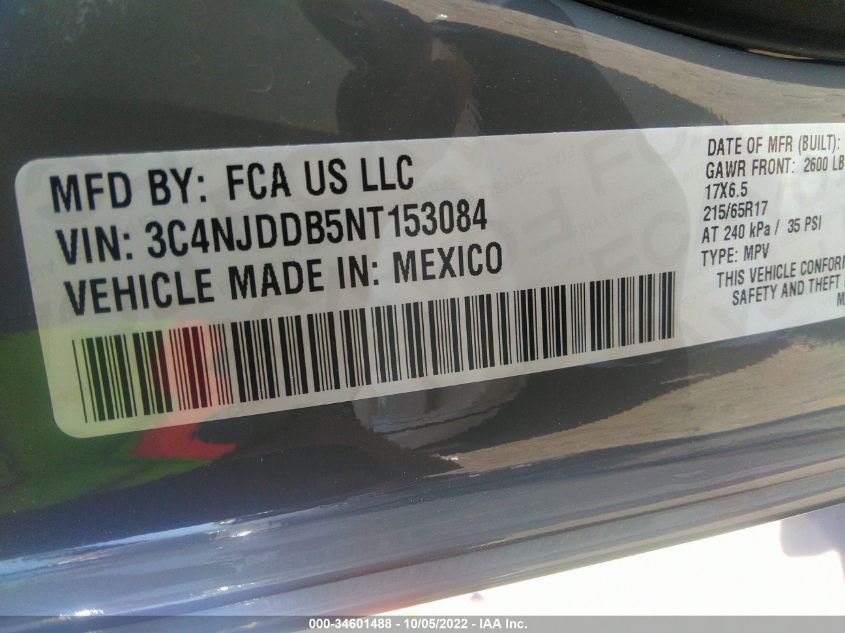 MFD BY: FCA US LLC
VIN: 3C4NJDDB5NT153084
VEHICLE MADE IN: MEXICO
DATE OF MFR (BUILT):
GAWR FRONT: 2600 LB
17X6.5
215/65R17
AT 240 kPa / 35 PSI
TYPE: MPV
THIS VEHICLE CONFOR
SAFETY AND THEFT
000-34601488 - 10/05/2022 - IAA Inc.